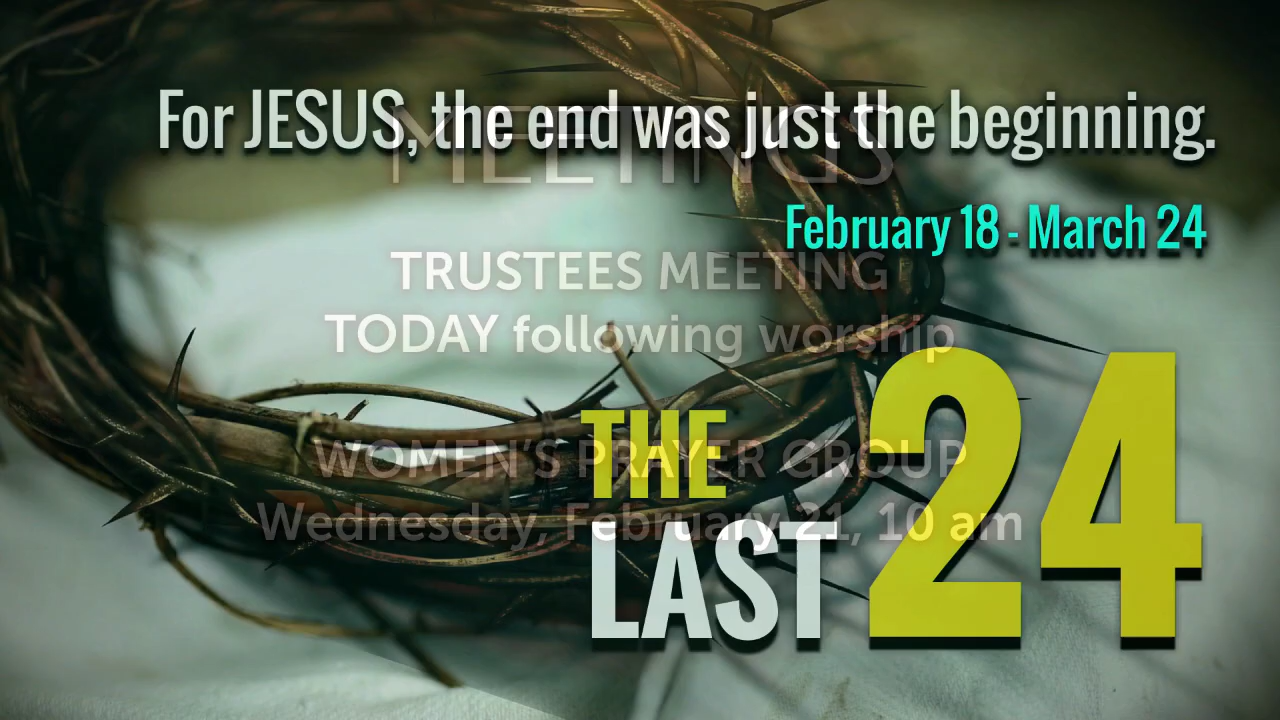 For JESUS, the end was just the beginning.
MEETINGS
February 18 - March 24
TRUSTEES MEETING
TODAY following worship
THE
LAST
24
WOMEN'S PRAYER GROUP
Wednesday, February 21, 10 am